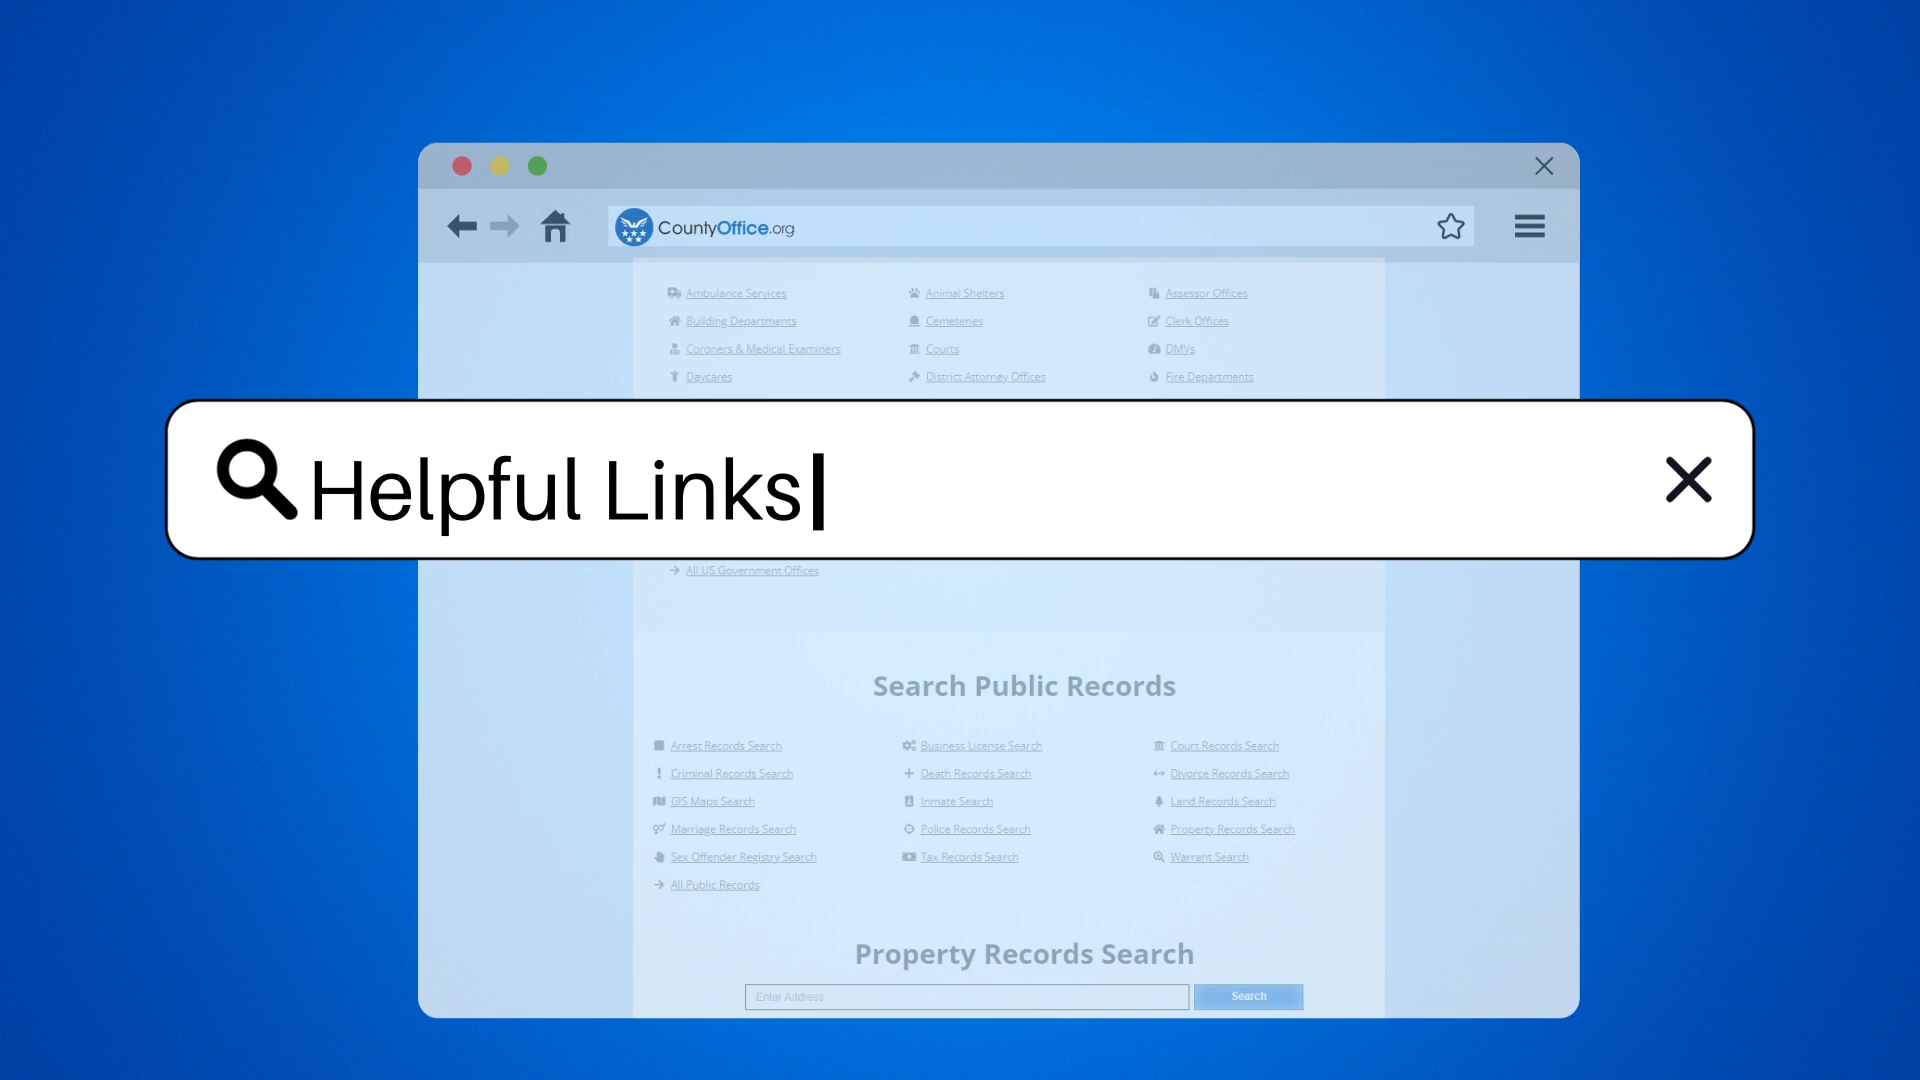 CountyOffice.org
Ambulance Services Animal Shelters Assessor Offices
Building Departments Cemeteries Clerk Offices
Coroners & Medical Examiners Courts DMVs
Daycares District Attorney Offices Fire Departments
Helpful Links
All US Government Offices
Search Public Records
Arrest Records Search Business License Search Court Records Search
Criminal Records Search Death Records Search Divorce Records Search
GIS Maps Search Inmate Search Land Records Search
Marriage Records Search Police Records Search Property Records Search
Sex Offender Registry Search Tax Records Search Warrant Search
All Public Records
Property Records Search
Enter Address Search